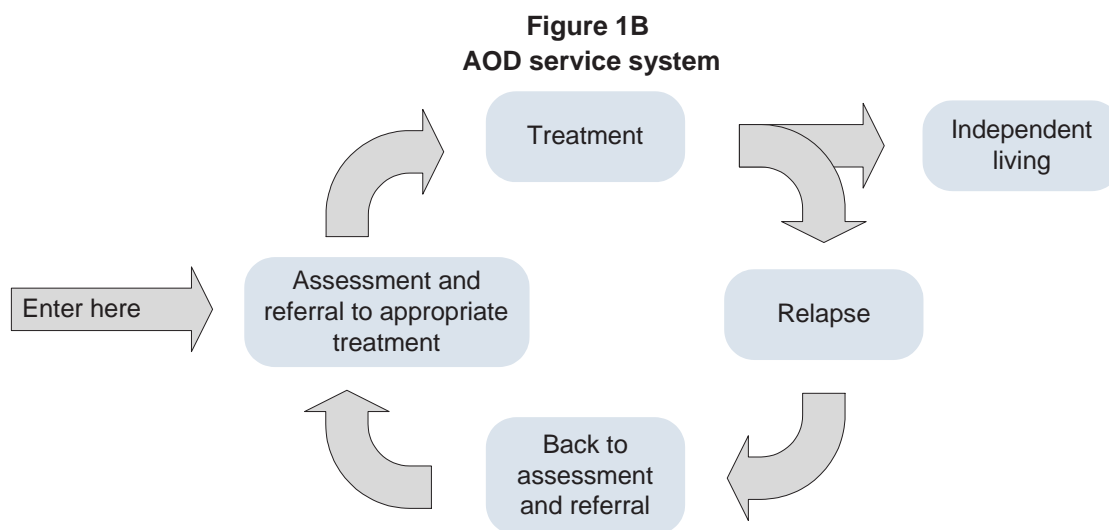 Figure 1B
AOD service system
Treatment
Independent
living
Enter here
Assessment and
referral to appropriate
treatment
Relapse
Back to
assessment
and referral